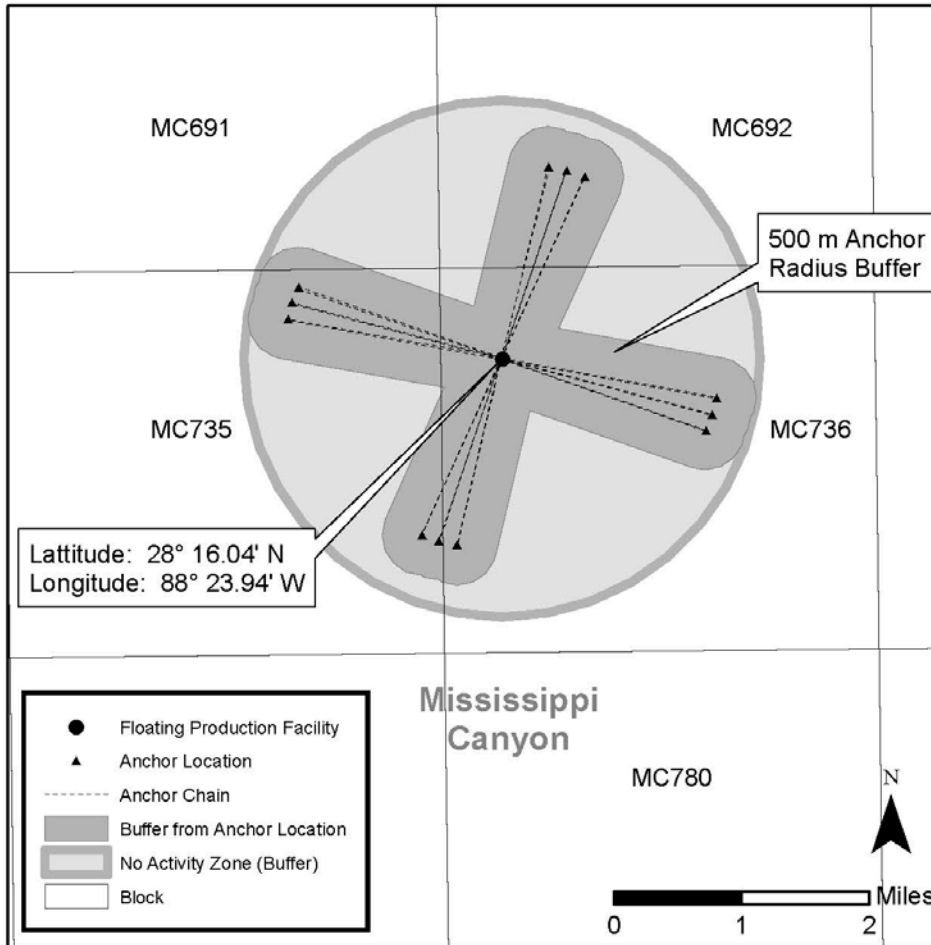 MC691
MC692
500 m Anchor
Radius Buffer
MC735
MC736
Lattitude: 28° 16.04' N
Longitude: 88° 23.94' W
Mississippi
Canyon
MC780
N
Floating Production Facility
Anchor Location
Anchor Chain
Buffer from Anchor Location
No Activity Zone (Buffer)
Block
Miles
0 1 2